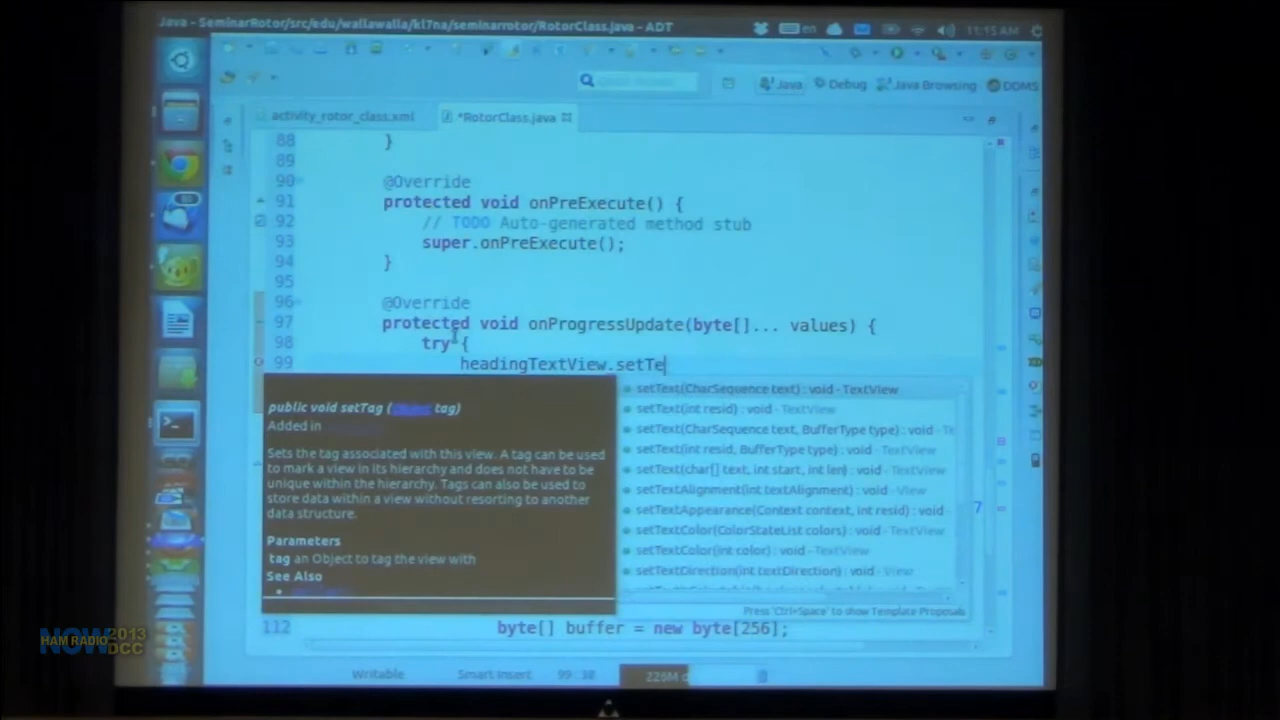 Java - SeminarRotor/src/edu/wallawalla/kl7na/seminarrotor/RotorClass.java - ADT
en
11:15 AM
Java
Debug
Java Browsing
DDMS
activity_rotor_class.xml
*RotorClass.java
88 }
89
90 @Override
91 protected void onPreExecute() {
92 // TODO Auto-generated method stub
93 super.onPreExecute();
94 }
95
96 @Override
97 protected void onProgressUpdate(byte[]... values) {
98 try {
99 headingTextView.setTe
public void setTag ( tag)
Added in
Sets the tag associated with this view. A tag can be used
to mark a view in its hierarchy and does not have to be
unique within the hierarchy. Tags can also be used to
store data within a view without resorting to another
data structure.
Parameters
tag an Object to tag the view with
See Also
setText(CharSequence text) : void - TextView
setText(int resid) : void - TextView
setText(CharSequence text, BufferType type) : void - Te
setText(int resid, BufferType type) : void - TextView
setText(char[] text, int start, int len) : void - TextView
setTextAlignment(int textAlignment) : void - View
setTextAppearance(Context context, int resid) : void -
setTextColor(ColorStateList colors) : void - TextView
setTextColor(int color) : void - TextView
setTextDirection(int textDirection) : void - View
Press 'Ctrl+Space' to show Template Proposals
7
112 byte[] buffer = new byte[256];
Writable
Smart Insert
99 : 30
226M
HAM RADIO
NOW
2013
DCC